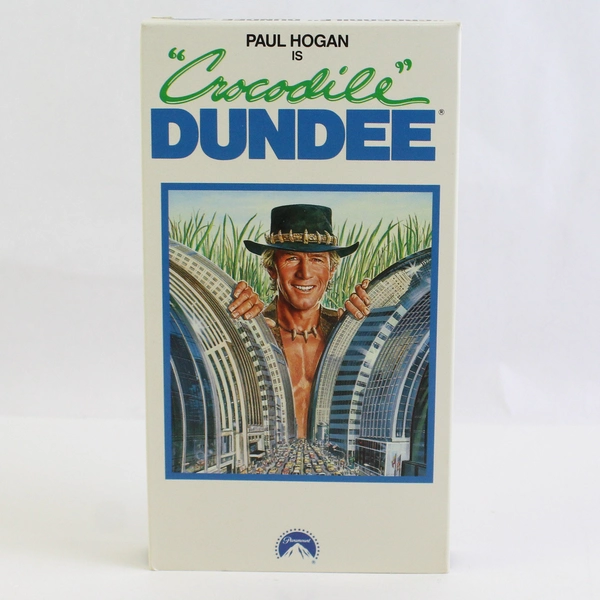 PAUL HOGAN
IS
“Crocodile”
DUNDEE®
Paramount
®